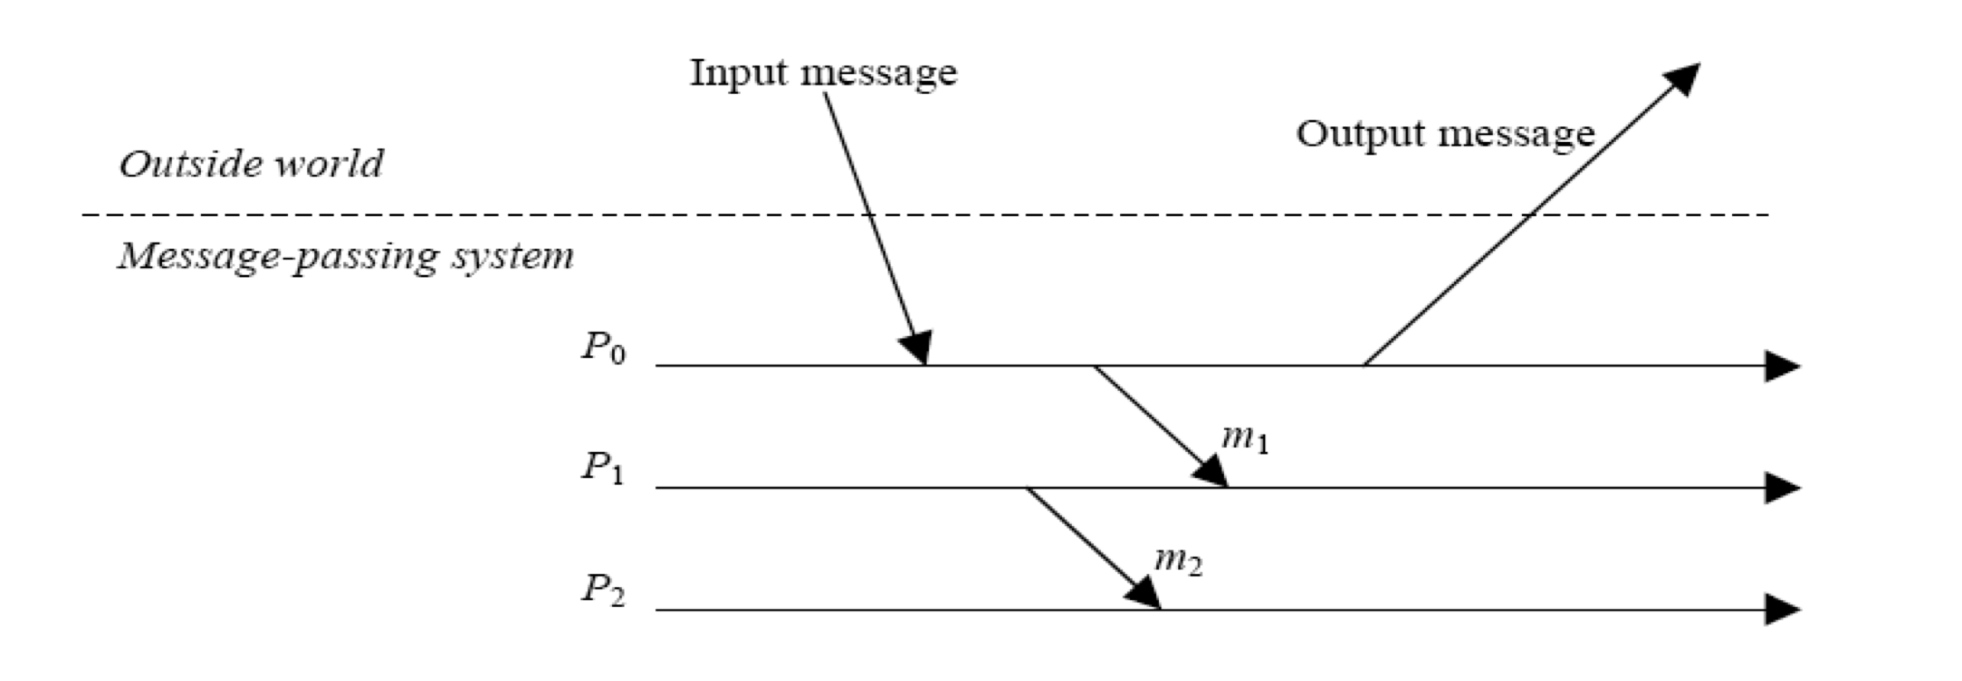 Input message
Output message
Outside world
Message-passing system
P0
m1
P1
m2
P2